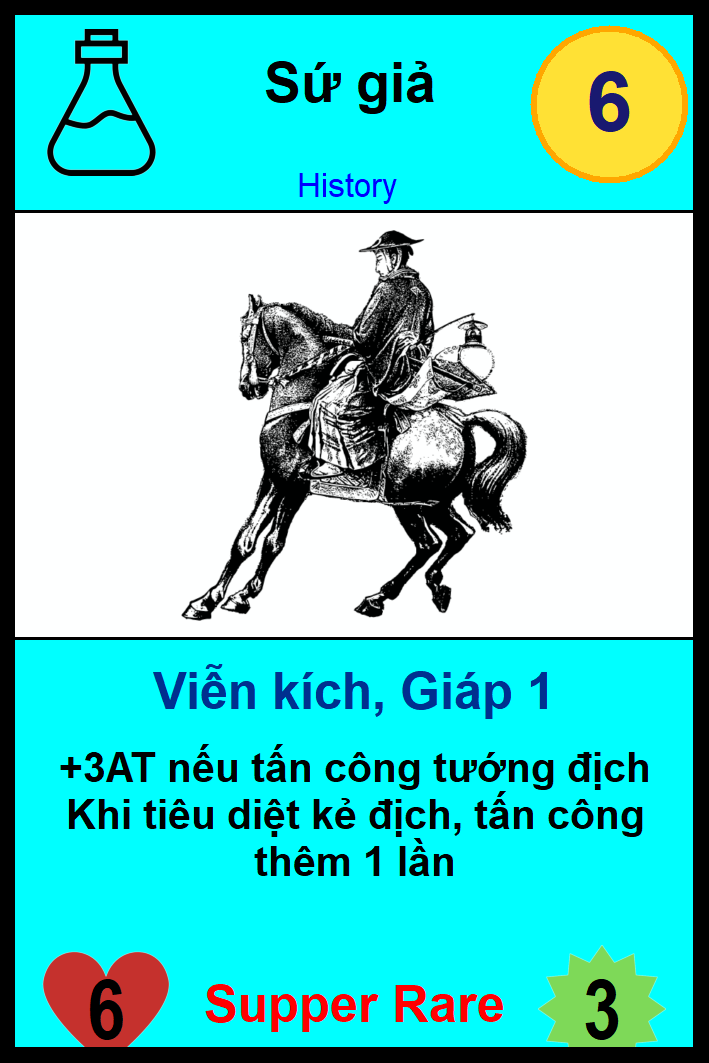 Sứ giả
6
History
Viễn kích, Giáp 1
+3AT nếu tấn công tướng địch
Khi tiêu diệt kẻ địch, tấn công
thêm 1 lần
6
Supper Rare
3